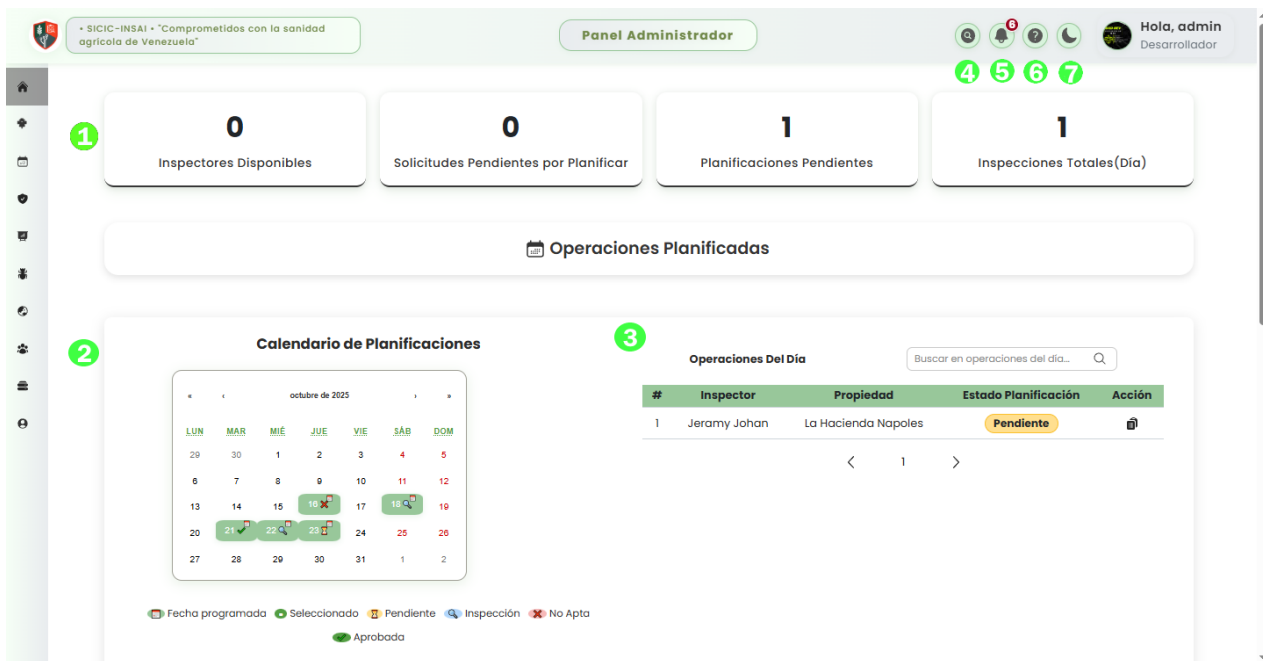 • SICIC-INSAI • "Comprometidos con la sanidad
agrícola de Venezuela"
Panel Administrador
6
Hola, admin
Desarrollador
4 5 6 7
1
0
Inspectores Disponibles
0
Solicitudes Pendientes por Planificar
1
Planificaciones Pendientes
1
Inspecciones Totales(Día)
Operaciones Planificadas
2
Calendario de Planificaciones
« ‹ octubre de 2025 › »
LUN MAR MIÉ JUE VIE SÁB DOM
29 30 1 2 3 4 5
6 7 8 9 10 11 12
13 14 15 16 17 18 19
20 21 22 23 24 25 26
27 28 29 30 31 1 2
Fecha programada Seleccionado Pendiente Inspección No Apta
Aprobada
3
Operaciones Del Día
Buscar en operaciones del día...
# Inspector Propiedad Estado Planificación Acción
1 Jeramy Johan La Hacienda Napoles Pendiente
1